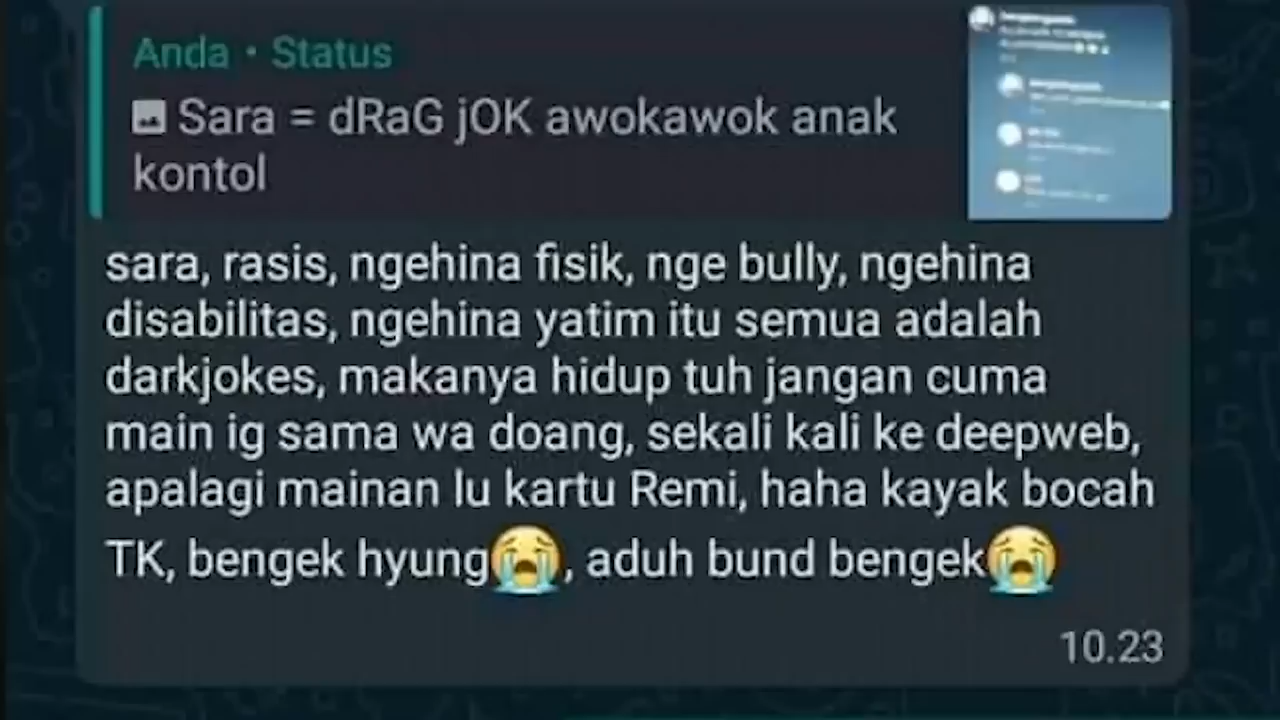 Anda • Status
Sara = dRaG jOK awokawok anak
kontol
sara, rasis, ngehina fisik, nge bully, ngehina
disabilitas, ngehina yatim itu semua adalah
darkjokes, makanya hidup tuh jangan cuma
main ig sama wa doang, sekali kali ke deepweb,
apalagi mainan lu kartu Remi, haha kayak bocah
TK, bengek hyung😭, aduh bund bengek😭
10.23